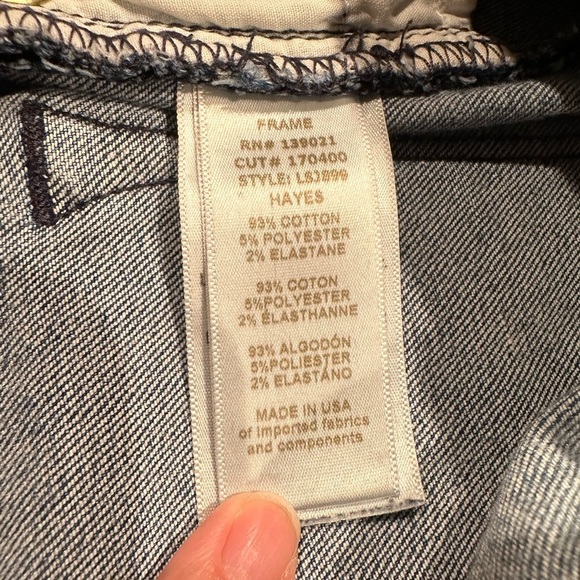 FRAME
RN# 139021
CUT# 170400
STYLE: LSJ899
HAYES
93% COTTON
5% POLYESTER
2% ELASTANE
93% COTON
5%POLYESTER
2% ÉLASTHANNE
93% ALGODÓN
5%POLIESTER
2% ELASTÁNO
MADE IN USA
of imported fabrics
and components